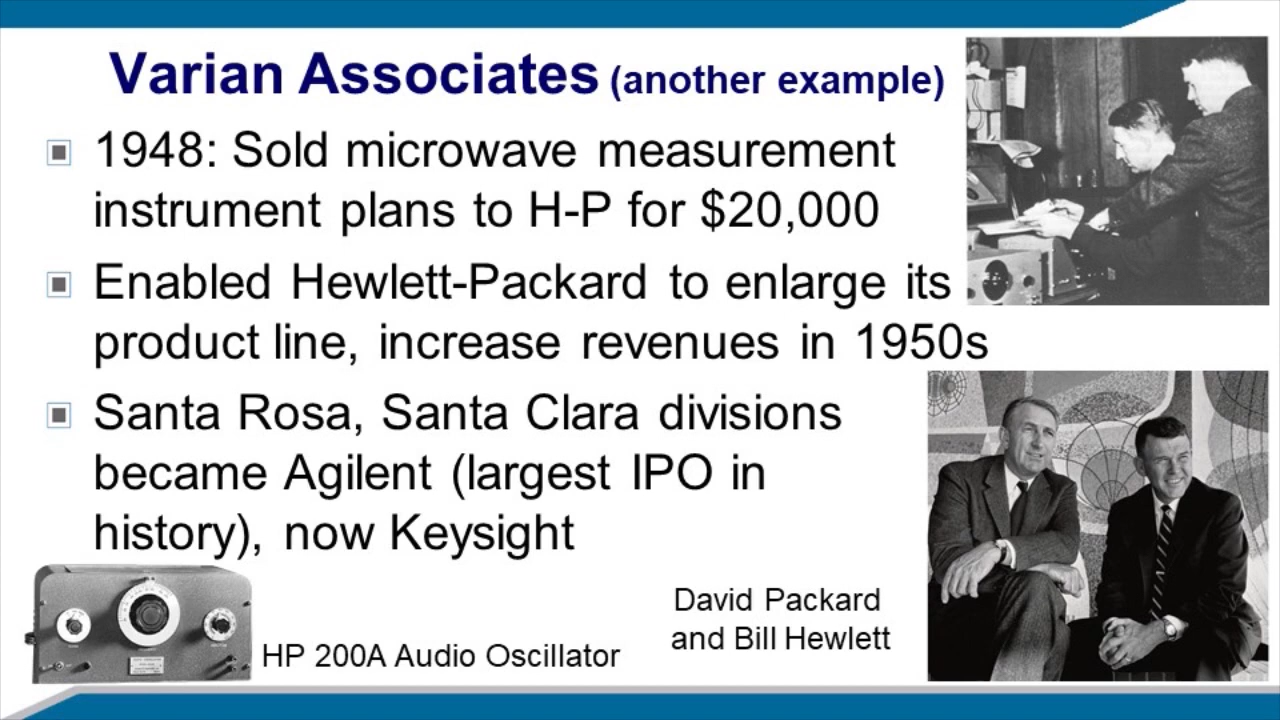 Varian Associates (another example)
1948: Sold microwave measurement
instrument plans to H-P for $20,000
Enabled Hewlett-Packard to enlarge its
product line, increase revenues in 1950s
Santa Rosa, Santa Clara divisions
became Agilent (largest IPO in
history), now Keysight
David Packard
and Bill Hewlett
HP 200A Audio Oscillator